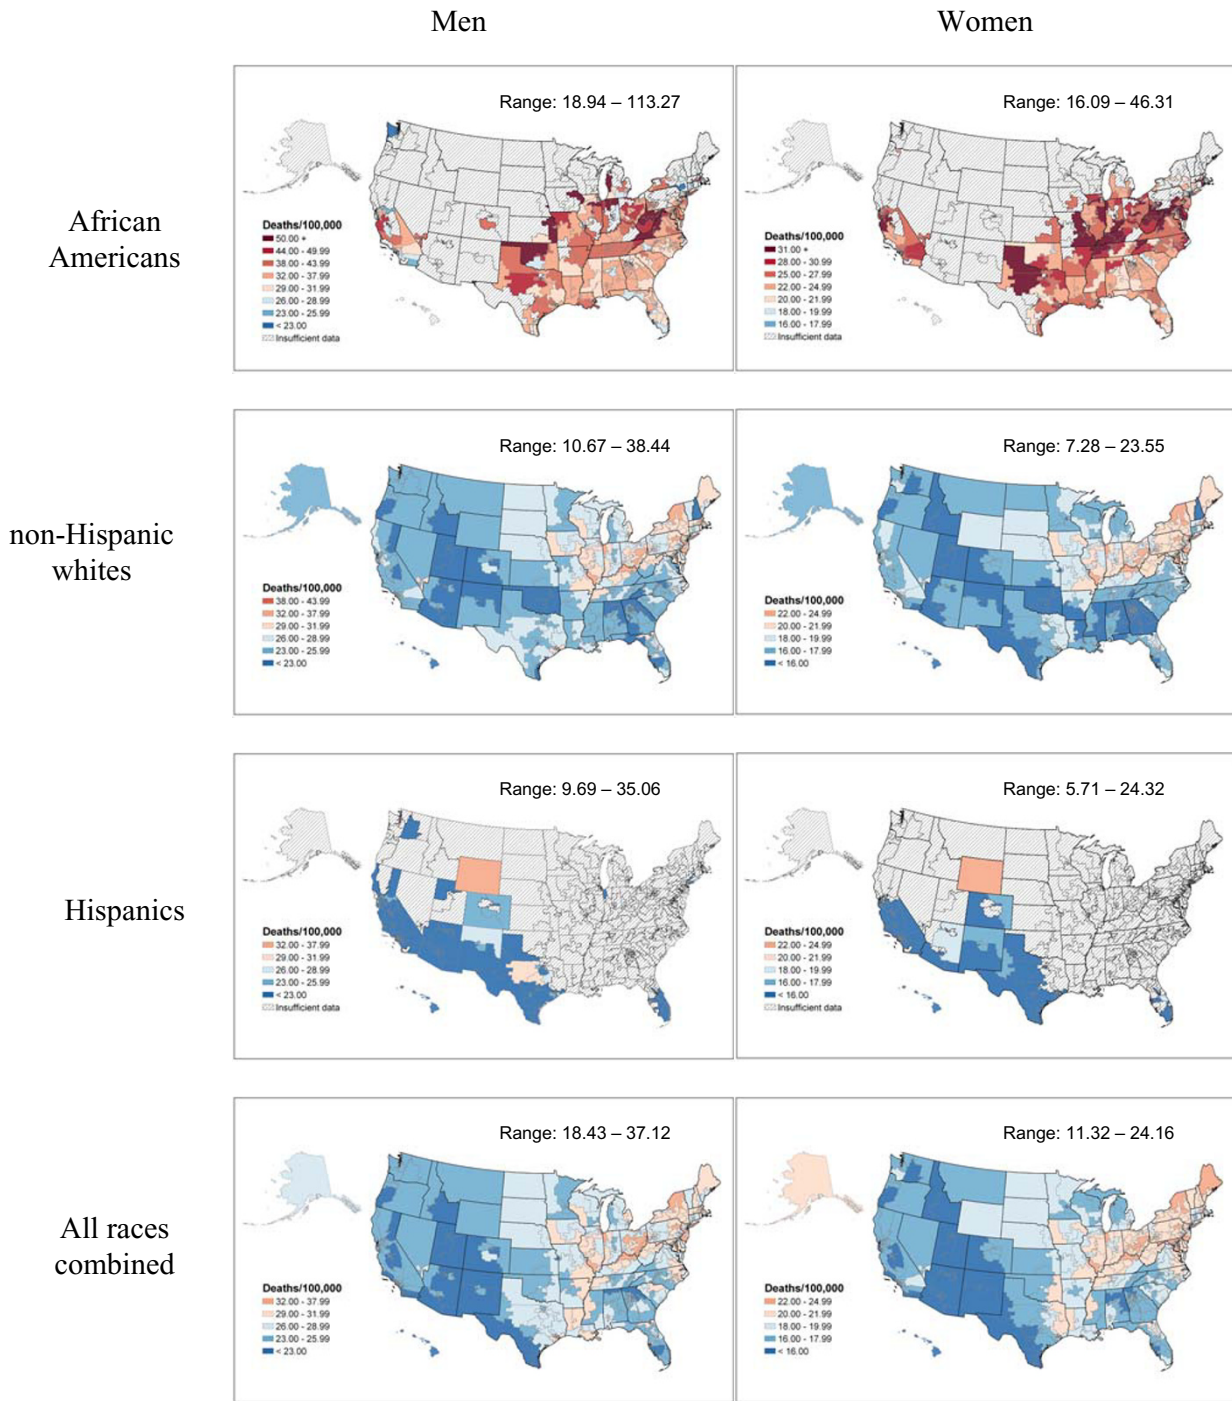 Men
Women
African
Americans
Range: 18.94 – 113.27
Deaths/100,000
50.00 +
44.00 - 49.99
38.00 - 43.99
32.00 - 37.99
29.00 - 31.99
26.00 - 28.99
23.00 - 25.99
< 23.00
Insufficient data
Range: 16.09 – 46.31
Deaths/100,000
31.00 +
28.00 - 30.99
25.00 - 27.99
22.00 - 24.99
20.00 - 21.99
18.00 - 19.99
16.00 - 17.99
Insufficient data
non-Hispanic
whites
Range: 10.67 – 38.44
Deaths/100,000
38.00 - 43.99
32.00 - 37.99
29.00 - 31.99
26.00 - 28.99
23.00 - 25.99
< 23.00
Range: 7.28 – 23.55
Deaths/100,000
22.00 - 24.99
20.00 - 21.99
18.00 - 19.99
16.00 - 17.99
< 16.00
Hispanics
Range: 9.69 – 35.06
Deaths/100,000
32.00 - 37.99
29.00 - 31.99
26.00 - 28.99
23.00 - 25.99
< 23.00
Insufficient data
Range: 5.71 – 24.32
Deaths/100,000
22.00 - 24.99
20.00 - 21.99
18.00 - 19.99
16.00 - 17.99
< 16.00
Insufficient data
All races
combined
Range: 18.43 – 37.12
Deaths/100,000
32.00 - 37.99
29.00 - 31.99
26.00 - 28.99
23.00 - 25.99
< 23.00
Range: 11.32 – 24.16
Deaths/100,000
22.00 - 24.99
20.00 - 21.99
18.00 - 19.99
16.00 - 17.99
< 16.00